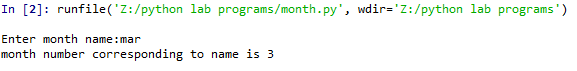 In [2]: runfile('Z:/python lab programs/month.py', wdir='Z:/python lab programs')
Enter month name:mar
month number corresponding to name is 3